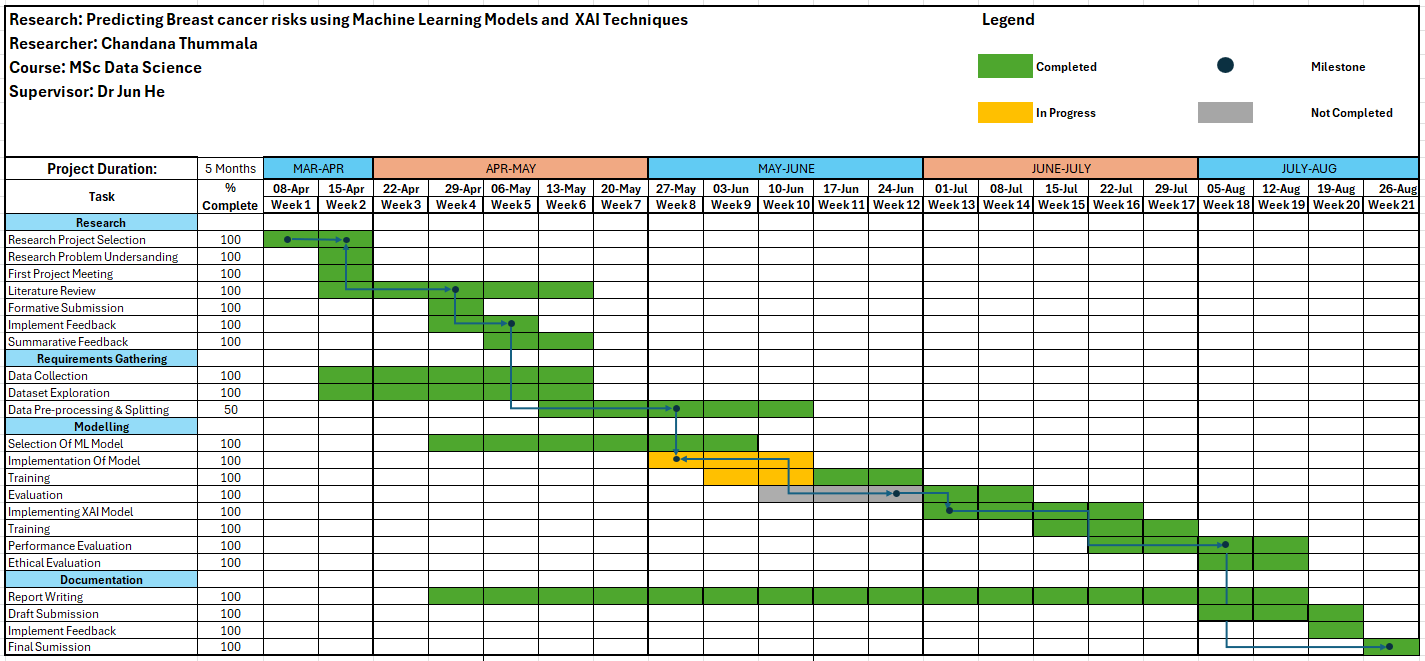 Research: Predicting Breast cancer risks using Machine Learning Models and XAI Techniques
Researcher: Chandana Thummala
Course: MSc Data Science
Supervisor: Dr Jun He
Legend
Completed
Milestone
In Progress
Not Completed
Project Duration: 5 Months MAR-APR APR-MAY MAY-JUNE JUNE-JULY JULY-AUG
Task % Complete
08-Apr 15-Apr 22-Apr 29-Apr 06-May 13-May 20-May 27-May 03-Jun 10-Jun 17-Jun 24-Jun 01-Jul 08-Jul 15-Jul 22-Jul 29-Jul 05-Aug 12-Aug 19-Aug 26-Aug
Week 1 Week 2 Week 3 Week 4 Week 5 Week 6 Week 7 Week 8 Week 9 Week 10 Week 11 Week 12 Week 13 Week 14 Week 15 Week 16 Week 17 Week 18 Week 19 Week 20 Week 21
Research
Research Project Selection 100
Research Problem Undersanding 100
First Project Meeting 100
Literature Review 100
Formative Submission 100
Implement Feedback 100
Summarative Feedback 100
Requirements Gathering
Data Collection 100
Dataset Exploration 100
Data Pre-processing & Splitting 50
Modelling
Selection Of ML Model 100
Implementation Of Model 100
Training 100
Evaluation 100
Implementing XAI Model 100
Training 100
Performance Evaluation 100
Ethical Evaluation 100
Documentation
Report Writing 100
Draft Submission 100
Implement Feedback 100
Final Sumission 100